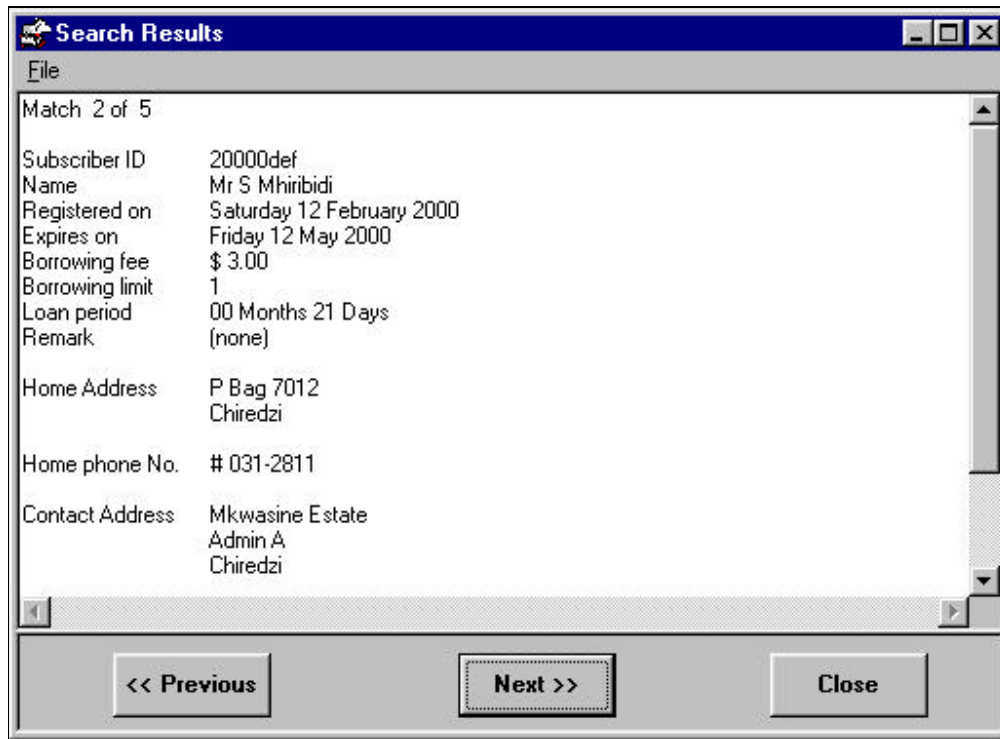 Search Results
File
Match 2 of 5
Subscriber ID 20000def
Name Mr S Mhiribidi
Registered on Saturday 12 February 2000
Expires on Friday 12 May 2000
Borrowing fee $ 3.00
Borrowing limit 1
Loan period 00 Months 21 Days
Remark (none)
Home Address P Bag 7012
Chiredzi
Home phone No. # 031-2811
Contact Address Mkwasine Estate
Admin A
Chiredzi
<< Previous Next >> Close